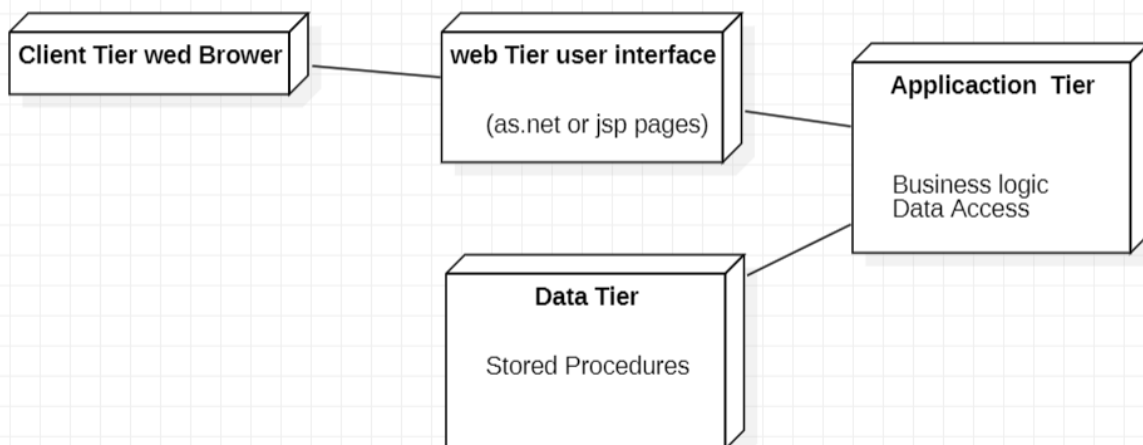 Client Tier wed Brower
web Tier user interface
(as.net or jsp pages)
Applicaction Tier
Business logic
Data Access
Data Tier
Stored Procedures